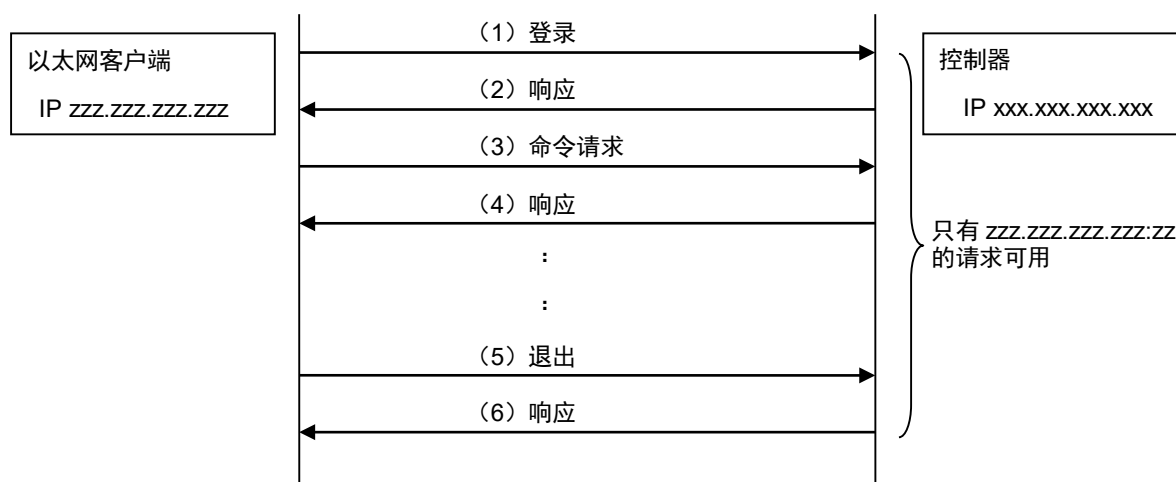 以太网客户端
IP zzz.zzz.zzz.zzz
控制器
IP xxx.xxx.xxx.xxx
（1）登录
（2）响应
（3）命令请求
（4）响应
:
:
（5）退出
（6）响应
只有 zzz.zzz.zzz.zzz:zz
的请求可用